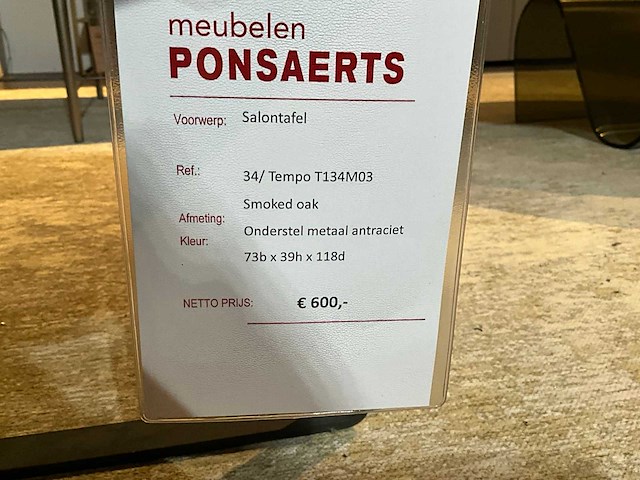 meubelen
PONSAERTS
Voorwerp: Salontafel
Ref.: 34/ Tempo T134M03
Smoked oak
Afmeting: Onderstel metaal antraciet
Kleur: 73b x 39h x 118d
NETTO PRIJS: € 600,-